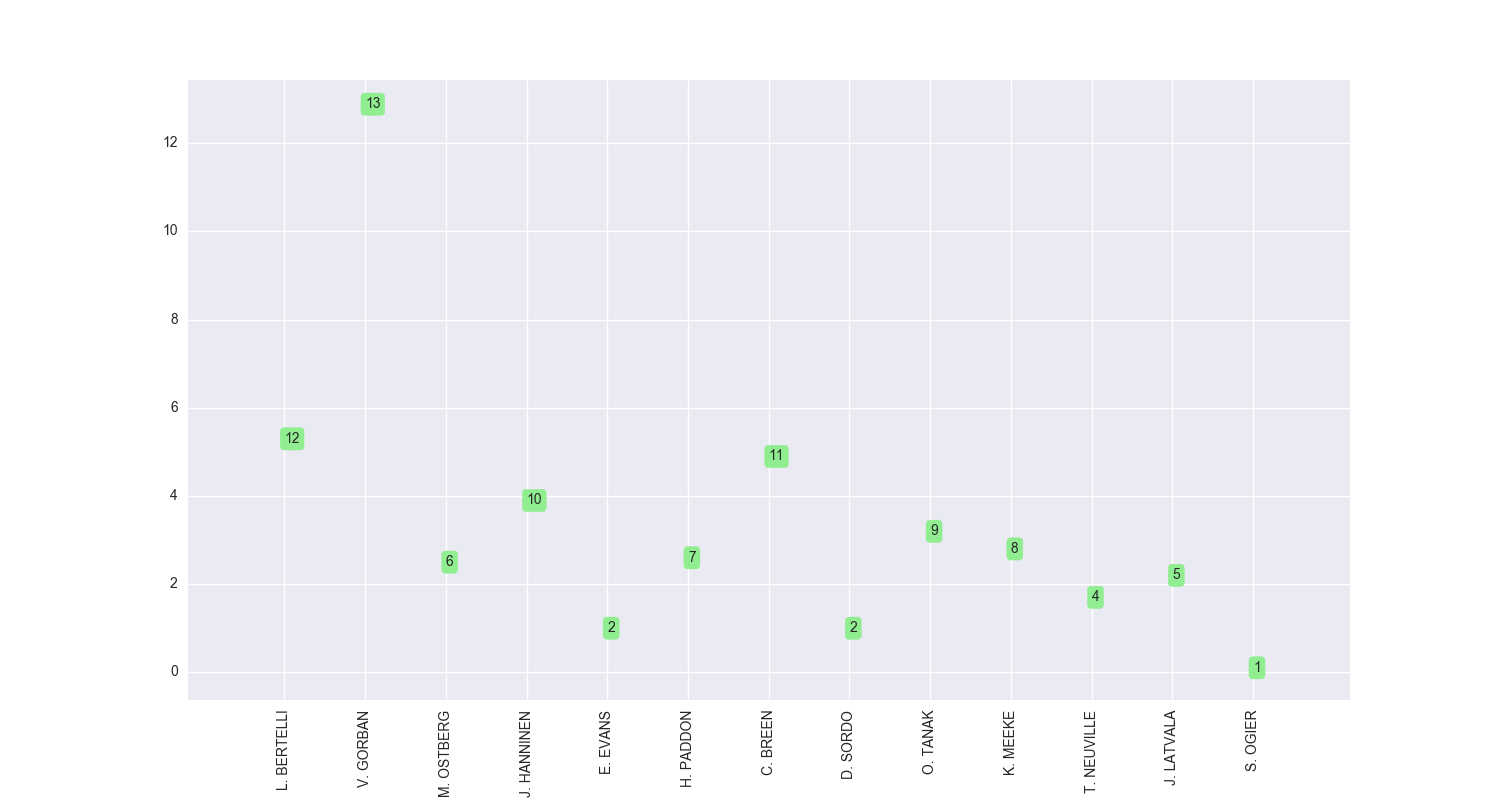 13
12
10
8
6
12
11
10
4
9
8
7
6
5
2
4
2
2
1
0
L. BERTELLI
V. GORBAN
M. OSTBERG
J. HANNINEN
E. EVANS
H. PADDON
C. BREEN
D. SORDO
O. TANAK
K. MEEKE
T. NEUVILLE
J. LATVALA
S. OGIER